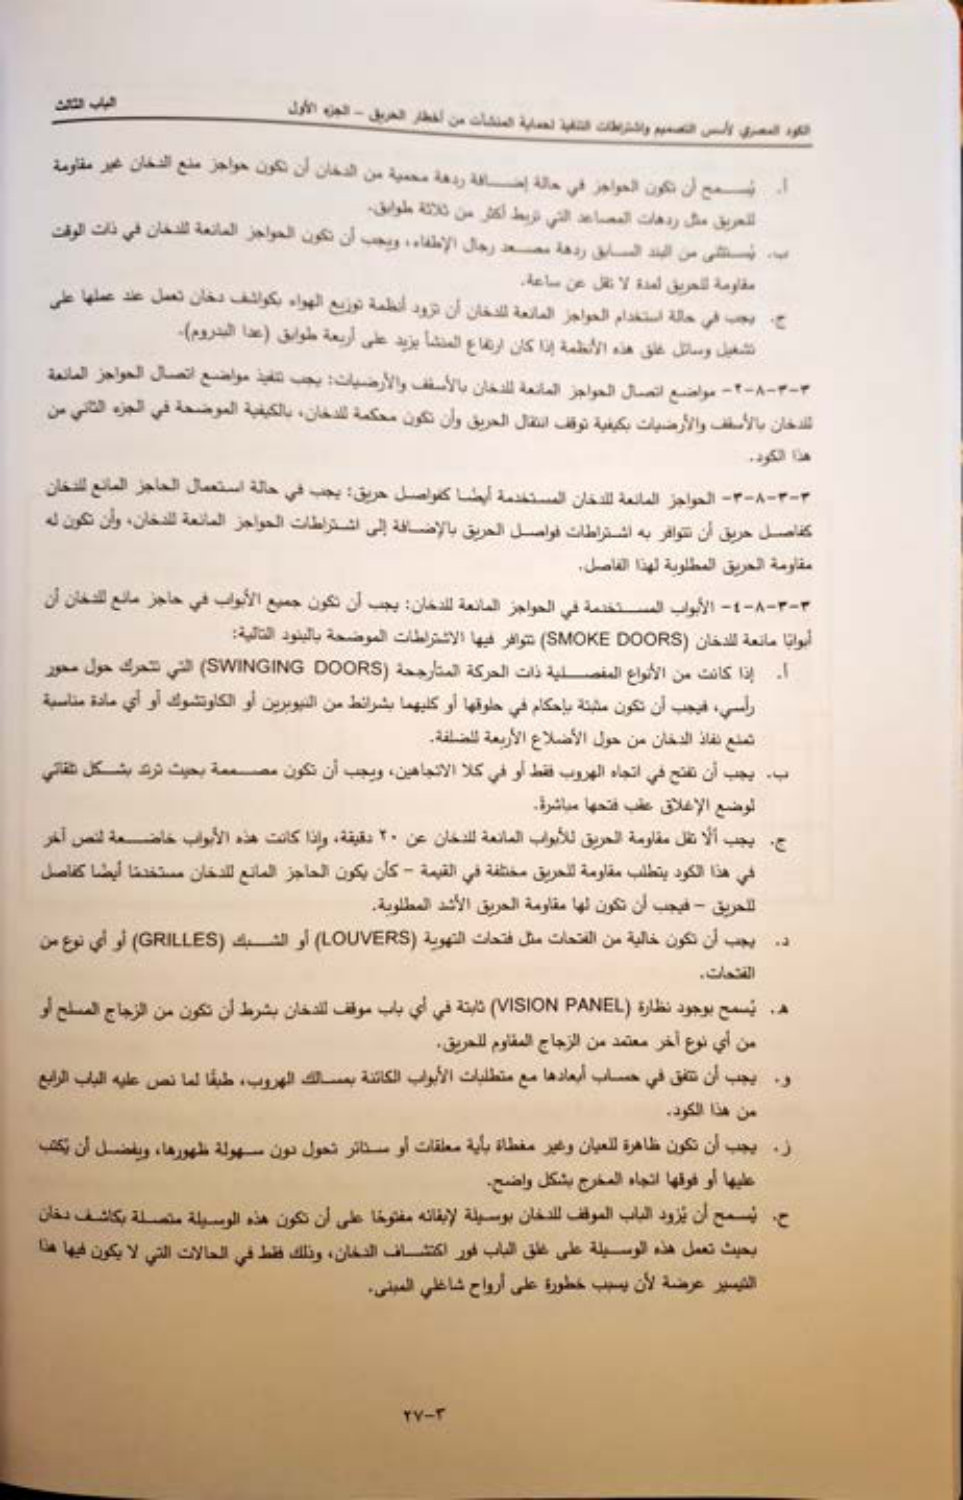 الكود المصري لأسس التصميم واشتراطات التنفيذ لحماية المنشآت من أخطار الحريق – الجزء الأول الباب الثالث
أ. يُسمح أن تكون الحواجز في حالة إضافة ردهة محمية من الدخان أن تكون حواجز منع الدخان غير مقاومة
للحريق مثل ردهات المصاعد التي تربط أكثر من ثلاثة طوابق.
ب. يُستثنى من البند السابق ردهة مصعد رجال الإطفاء، ويجب أن تكون الحواجز المانعة للدخان في ذات الوقت
مقاومة للحريق لمدة لا تقل عن ساعة.
ج. يجب في حالة استخدام الحواجز المانعة للدخان أن تزود أنظمة توزيع الهواء بكواشف دخان تعمل عند عملها على
تشغيل وسائل غلق هذه الأنظمة إذا كان ارتفاع المنشأ يزيد على أربعة طوابق (عدا البدروم).
٣-٣-٨-٢- مواضع اتصال الحواجز المانعة للدخان بالأسقف والأرضيات: يجب تنفيذ مواضع اتصال الحواجز المانعة
للدخان بالأسقف والأرضيات بكيفية توقف انتقال الحريق وأن تكون محكمة للدخان، بالكيفية الموضحة في الجزء الثاني من
هذا الكود.
٣-٣-٨-٣- الحواجز المانعة للدخان المستخدمة أيضًا كفواصل حريق: يجب في حالة استعمال الحاجز المانع للدخان
كفاصل حريق أن تتوافر به اشتراطات فواصل الحريق بالإضافة إلى اشتراطات الحواجز المانعة للدخان، وأن تكون له
مقاومة الحريق المطلوبة لهذا الفاصل.
٣-٣-٨-٤- الأبواب المستخدمة في الحواجز المانعة للدخان: يجب أن تكون جميع الأبواب في حاجز مانع للدخان أن
أبوابًا مانعة للدخان (SMOKE DOORS) تتوافر فيها الاشتراطات الموضحة بالبنود التالية:
أ. إذا كانت من الأنواع المفصلية ذات الحركة المتأرجحة (SWINGING DOORS) التي تتحرك حول محور
رأسي، فيجب أن تكون مثبتة بإحكام في حلوقها أو كليهما بشرائط من النيوبرين أو الكاوتشوك أو أي مادة مناسبة
تمنع نفاذ الدخان من حول الأضلاع الأربعة للضلفة.
ب. يجب أن تفتح في اتجاه الهروب فقط أو في كلا الاتجاهين، ويجب أن تكون مصممة بحيث ترتد بشكل تلقائي
لوضع الإغلاق عقب فتحها مباشرةً.
ج. يجب ألا تقل مقاومة الحريق للأبواب المانعة للدخان عن ٢٠ دقيقة، وإذا كانت هذه الأبواب خاضعة لنص آخر
في هذا الكود يتطلب مقاومة للحريق مختلفة في القيمة – كأن يكون الحاجز المانع للدخان مستخدمًا أيضًا كفاصل
للحريق – فيجب أن تكون لها مقاومة الحريق الأشد المطلوبة.
د. يجب أن تكون خالية من الفتحات مثل فتحات التهوية (LOUVERS) أو الشبك (GRILLES) أو أي نوع من
الفتحات.
هـ. يُسمح بوجود نظارة (VISION PANEL) ثابتة في أي باب موقف للدخان بشرط أن تكون من الزجاج المسلح أو
من أي نوع آخر معتمد من الزجاج المقاوم للحريق.
و. يجب أن تتفق في حساب أبعادها مع متطلبات الأبواب الكائنة بمسالك الهروب، طبقًا لما نص عليه الباب الرابع
من هذا الكود.
ز. يجب أن تكون ظاهرة للعيان وغير مغطاة بأية معلقات أو ستائر تحول دون سهولة ظهورها، ويفضل أن يُكتب
عليها أو فوقها اتجاه المخرج بشكل واضح.
ح. يُسمح أن يُزود الباب الموقف للدخان بوسيلة لإبقائه مفتوحًا على أن تكون هذه الوسيلة متصلة بكاشف دخان
بحيث تعمل هذه الوسيلة على غلق الباب فور اكتشاف الدخان، وذلك فقط في الحالات التي لا يكون فيها هذا
التيسير عرضة لأن يسبب خطورة على أرواح شاغلي المبنى.
٣-٢٧